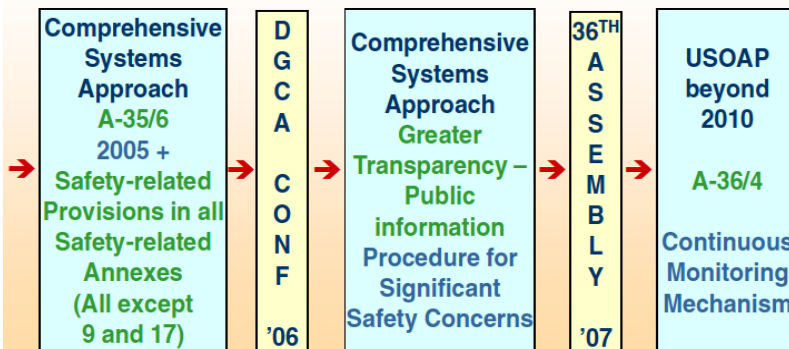 Comprehensive
Systems
Approach
A-35/6
2005 +
Safety-related
Provisions in all
Safety-related
Annexes
(All except
9 and 17)
D
G
C
A
C
O
N
F
’06
Comprehensive
Systems
Approach
Greater
Transparency –
Public
information
Procedure for
Significant
Safety Concerns
36TH
A
S
S
E
M
B
L
Y
’07
USOAP
beyond
2010
A-36/4
Continuous
Monitoring
Mechanism